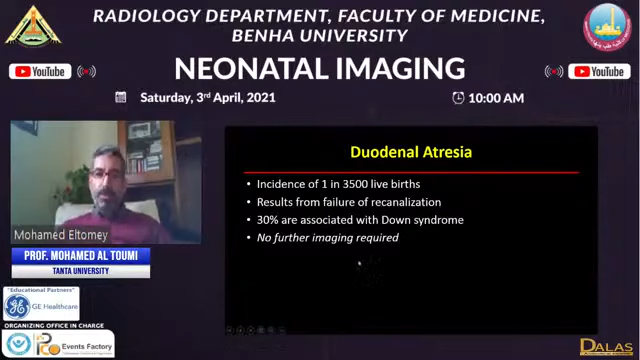 RADIOLOGY DEPARTMENT, FACULTY OF MEDICINE,
BENHA UNIVERSITY
YouTube
NEONATAL IMAGING
YouTube
Saturday, 3rd April, 2021
10:00 AM
Mohamed Eltomey
PROF. MOHAMED AL TOUMI
TANTA UNIVERSITY
Duodenal Atresia
• Incidence of 1 in 3500 live births
• Results from failure of recanalization
• 30% are associated with Down syndrome
• No further imaging required
"Educational Partners"
GE Healthcare
ORGANIZING OFFICE IN CHARGE
Events Factory
DALAS